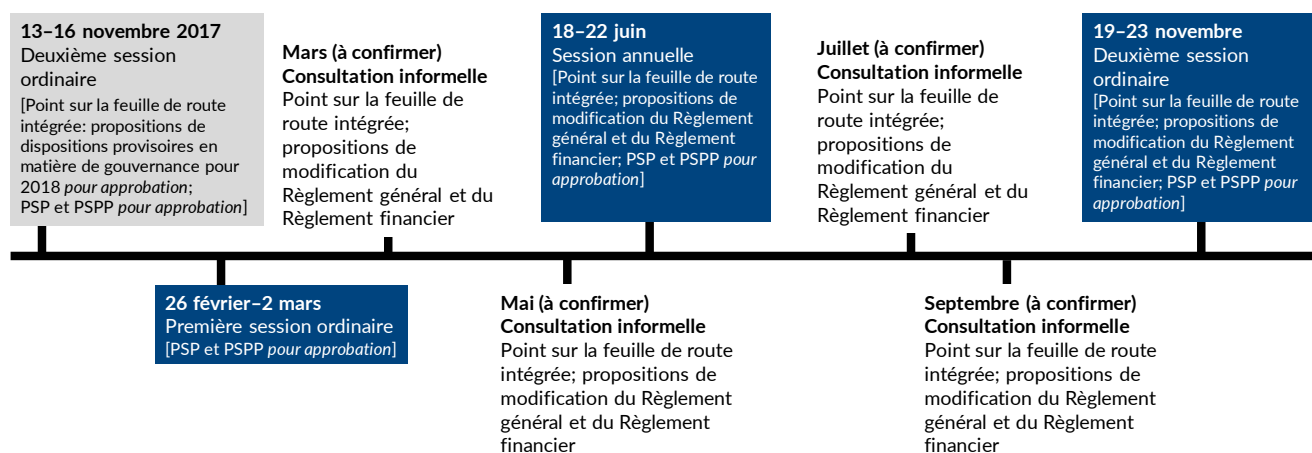 13–16 novembre 2017
Deuxième session
ordinaire
[Point sur la feuille de route
intégrée: propositions de
dispositions provisoires en
matière de gouvernance pour
2018 pour approbation;
PSP et PSPP pour approbation]
Mars (à confirmer)
Consultation informelle
Point sur la feuille de
route intégrée;
propositions de
modification du
Règlement général et du
Règlement financier
18–22 juin
Session annuelle
[Point sur la feuille de route
intégrée; propositions de
modification du Règlement
général et du Règlement
financier; PSP et PSPP pour
approbation]
Juillet (à confirmer)
Consultation informelle
Point sur la feuille de
route intégrée;
propositions de
modification du
Règlement général et du
Règlement financier
19–23 novembre
Deuxième session
ordinaire
[Point sur la feuille de route
intégrée; propositions de
modification du Règlement
général et du Règlement
financier; PSP et PSPP pour
approbation]
26 février–2 mars
Première session ordinaire
[PSP et PSPP pour approbation]
Mai (à confirmer)
Consultation informelle
Point sur la feuille de route
intégrée; propositions de
modification du Règlement
général et du Règlement
financier
Septembre (à confirmer)
Consultation informelle
Point sur la feuille de route
intégrée; propositions de
modification du Règlement
général et du Règlement
financier